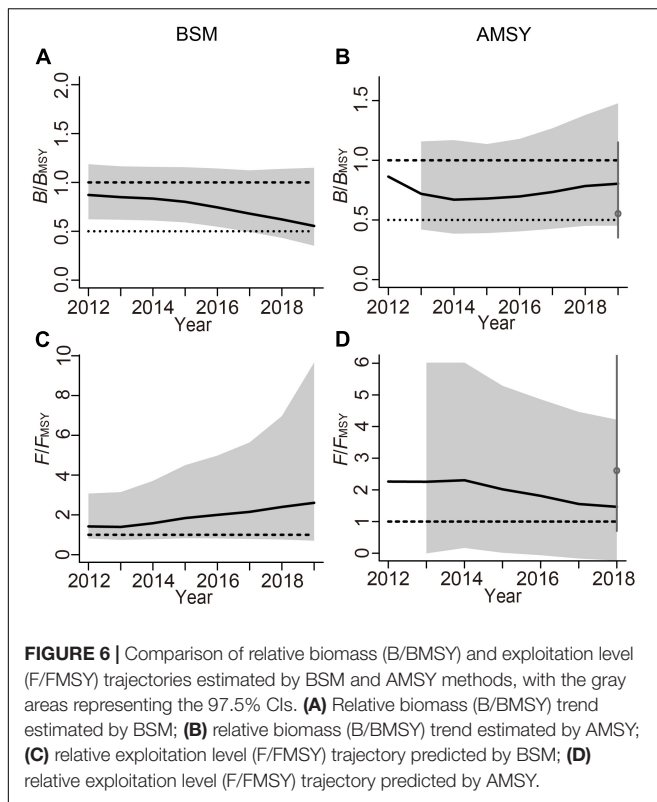 BSM
AMSY
A
B/BMSY
0.0 0.5 1.0 1.5 2.0
2012 2014 2016 2018
Year
B
B/BMSY
0.0 0.5 1.0 1.5
2012 2014 2016 2018
Year
C
F/FMSY
0 2 4 6 8 10
2012 2014 2016 2018
Year
D
F/FMSY
0 1 2 3 4 5 6
2012 2014 2016 2018
Year
FIGURE 6 | Comparison of relative biomass (B/BMSY) and exploitation level
(F/FMSY) trajectories estimated by BSM and AMSY methods, with the gray
areas representing the 97.5% CIs. (A) Relative biomass (B/BMSY) trend
estimated by BSM; (B) relative biomass (B/BMSY) trend estimated by AMSY;
(C) relative exploitation level (F/FMSY) trajectory predicted by BSM; (D)
relative exploitation level (F/FMSY) trajectory predicted by AMSY.